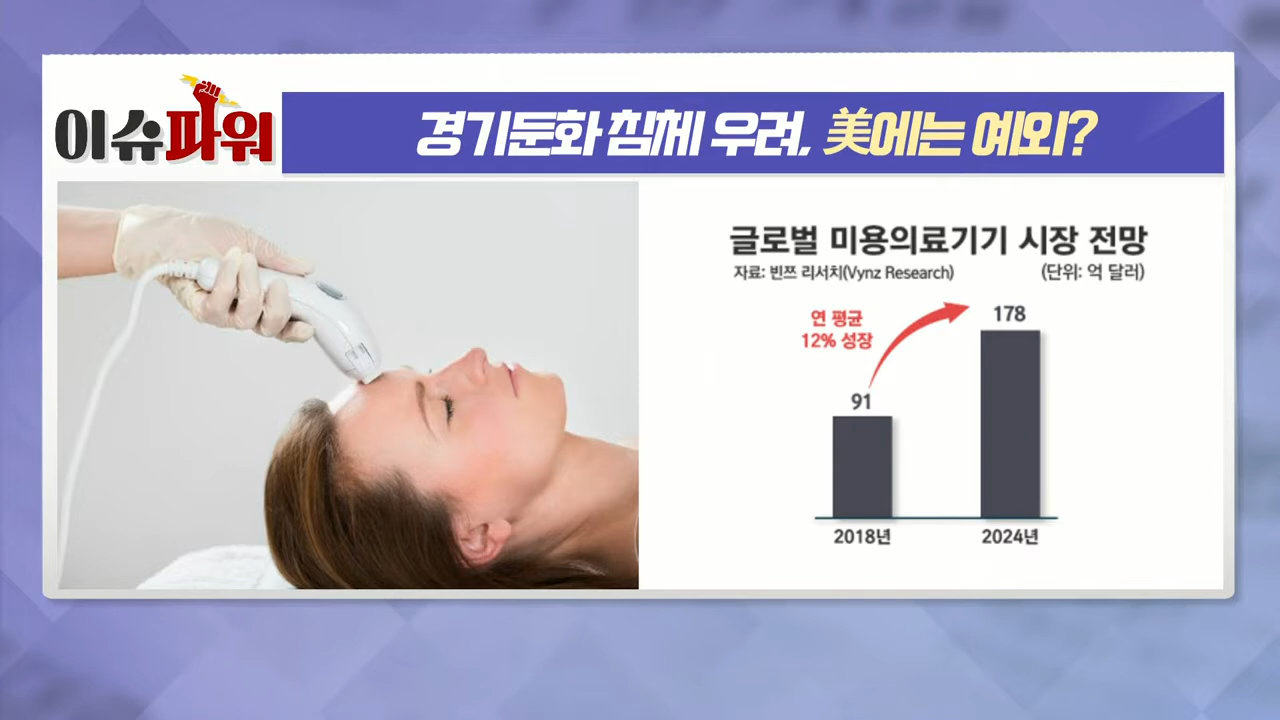 이슈파워
경기둔화 침체 우려, 美에는 예외?
글로벌 미용의료기기 시장 전망
자료: 빈쯔 리서치(Vynz Research)
(단위: 억 달러)
연 평균
12% 성장
178
91
2018년
2024년